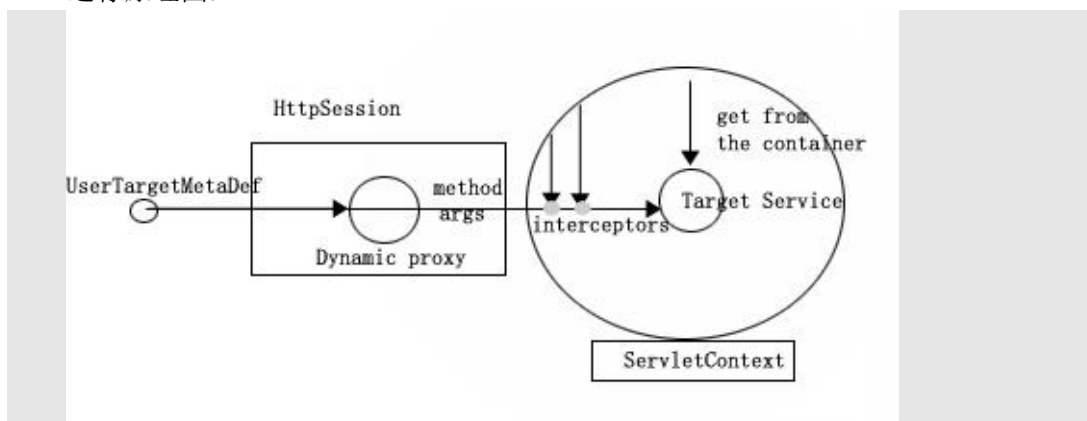 HttpSession
get from
the container
UserTargetMetaDef
method
args
Target Service
interceptors
Dynamic proxy
ServletContext